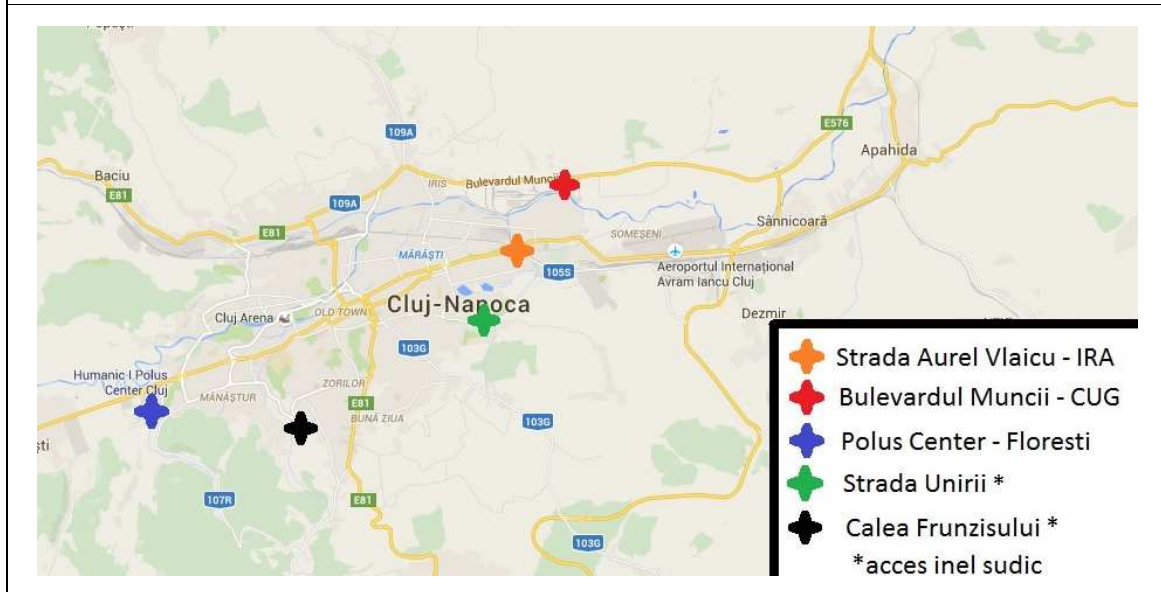 109A
E576
Apahida
Baciu
E81
IRIS
Bulevardul Muncii
109A
Sânnicoară
E81
MĂRĂȘTI
SOMEȘENI
105S
Aeroportul Internațional
Avram Iancu Cluj
Cluj-Napoca
Cluj Arena
OLD TOWN
Dezmir
103G
Humanic I Polus
Center Cluj
ZORILOR
MĂNĂȘTUR
E81
BUNĂ ZIUA
103G
107R
E81
103G
Strada Aurel Vlaicu - IRA
Bulevardul Muncii - CUG
Polus Center - Floresti
Strada Unirii *
Calea Frunzisului *
*acces inel sudic